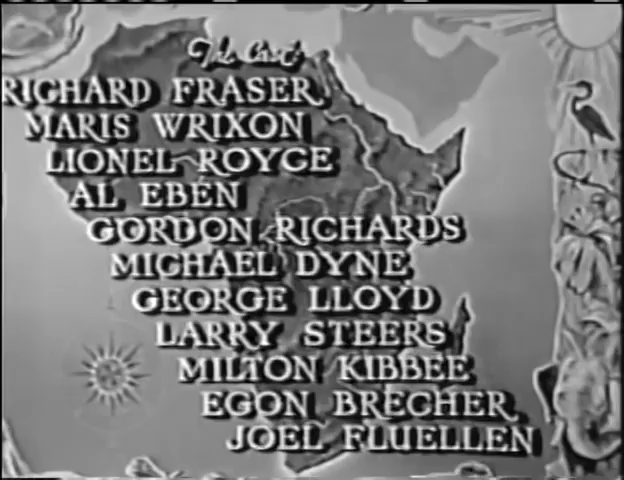 The Cast
RICHARD FRASER
MARIS WRIXON
LIONEL ROYCE
AL EBEN
GORDON RICHARDS
MICHAEL DYNE
GEORGE LLOYD
LARRY STEERS
MILTON KIBBEE
EGON BRECHER
JOEL FLUELLEN